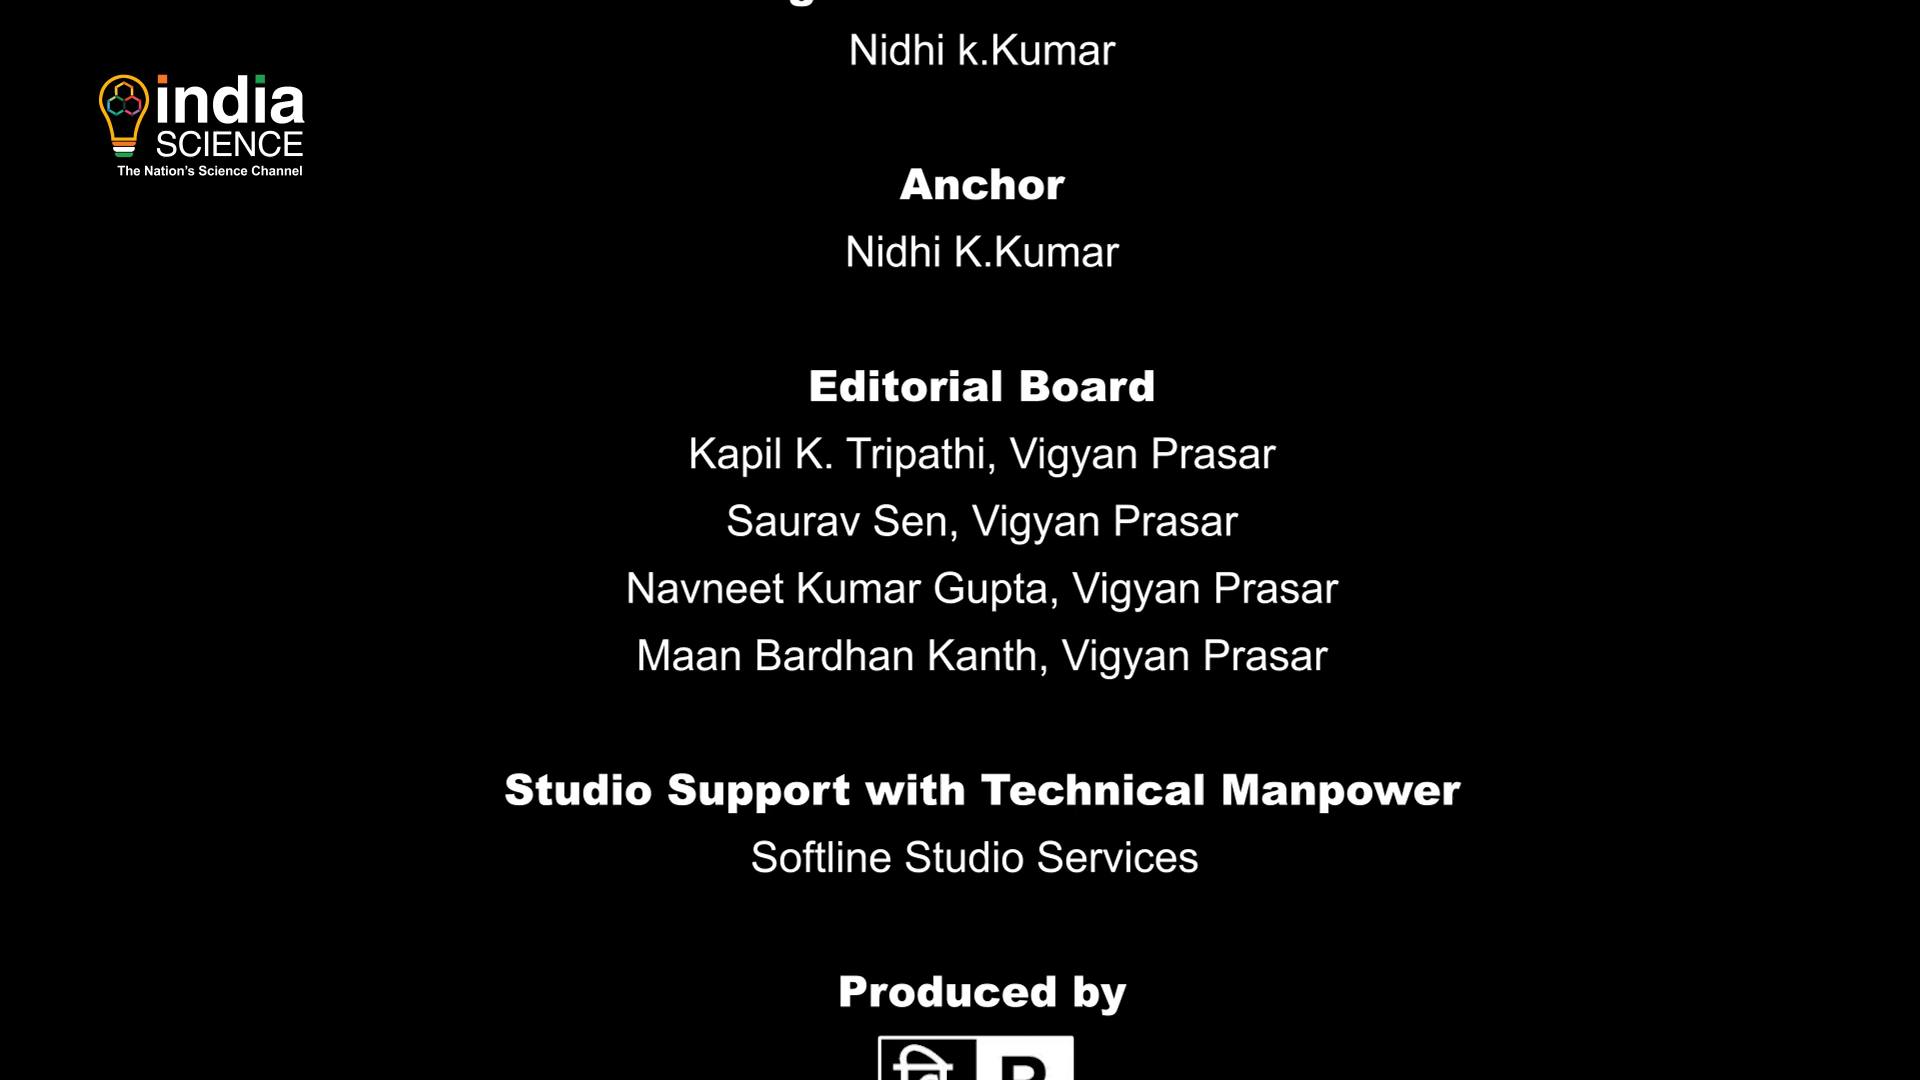 Nidhi k.Kumar
india
SCIENCE
The Nation's Science Channel
Anchor
Nidhi K.Kumar
Editorial Board
Kapil K. Tripathi, Vigyan Prasar
Saurav Sen, Vigyan Prasar
Navneet Kumar Gupta, Vigyan Prasar
Maan Bardhan Kanth, Vigyan Prasar
Studio Support with Technical Manpower
Softline Studio Services
Produced by